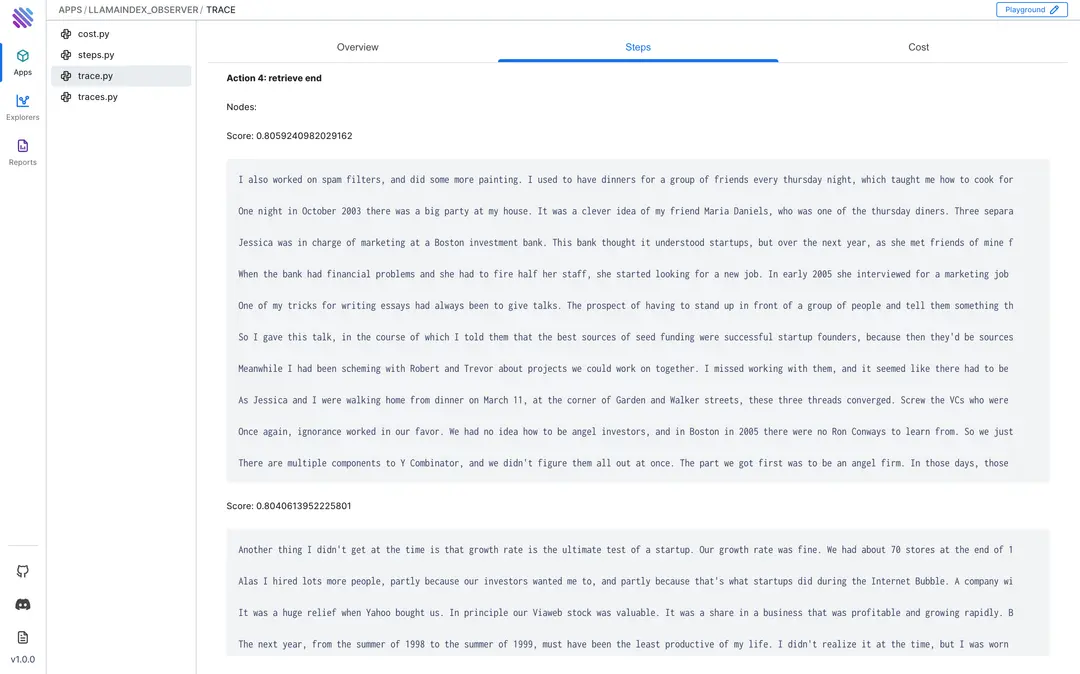 APPS / LLAMAINDEX_OBSERVER / TRACE
Playground
Apps
Explorers
Reports
v1.0.0
cost.py
steps.py
trace.py
traces.py
Overview
Steps
Cost
Action 4: retrieve end
Nodes:
Score: 0.8059240982029162
I also worked on spam filters, and did some more painting. I used to have dinners for a group of friends every thursday night, which taught me how to cook for
One night in October 2003 there was a big party at my house. It was a clever idea of my friend Maria Daniels, who was one of the thursday diners. Three separa
Jessica was in charge of marketing at a Boston investment bank. This bank thought it understood startups, but over the next year, as she met friends of mine f
When the bank had financial problems and she had to fire half her staff, she started looking for a new job. In early 2005 she interviewed for a marketing job
One of my tricks for writing essays had always been to give talks. The prospect of having to stand up in front of a group of people and tell them something th
So I gave this talk, in the course of which I told them that the best sources of seed funding were successful startup founders, because then they'd be sources
Meanwhile I had been scheming with Robert and Trevor about projects we could work on together. I missed working with them, and it seemed like there had to be
As Jessica and I were walking home from dinner on March 11, at the corner of Garden and Walker streets, these three threads converged. Screw the VCs who were
Once again, ignorance worked in our favor. We had no idea how to be angel investors, and in Boston in 2005 there were no Ron Conways to learn from. So we just
There are multiple components to Y Combinator, and we didn't figure them all out at once. The part we got first was to be an angel firm. In those days, those
Score: 0.8040613952225801
Another thing I didn't get at the time is that growth rate is the ultimate test of a startup. Our growth rate was fine. We had about 70 stores at the end of 1
Alas I hired lots more people, partly because our investors wanted me to, and partly because that's what startups did during the Internet Bubble. A company wi
It was a huge relief when Yahoo bought us. In principle our Viaweb stock was valuable. It was a share in a business that was profitable and growing rapidly. B
The next year, from the summer of 1998 to the summer of 1999, must have been the least productive of my life. I didn't realize it at the time, but I was worn